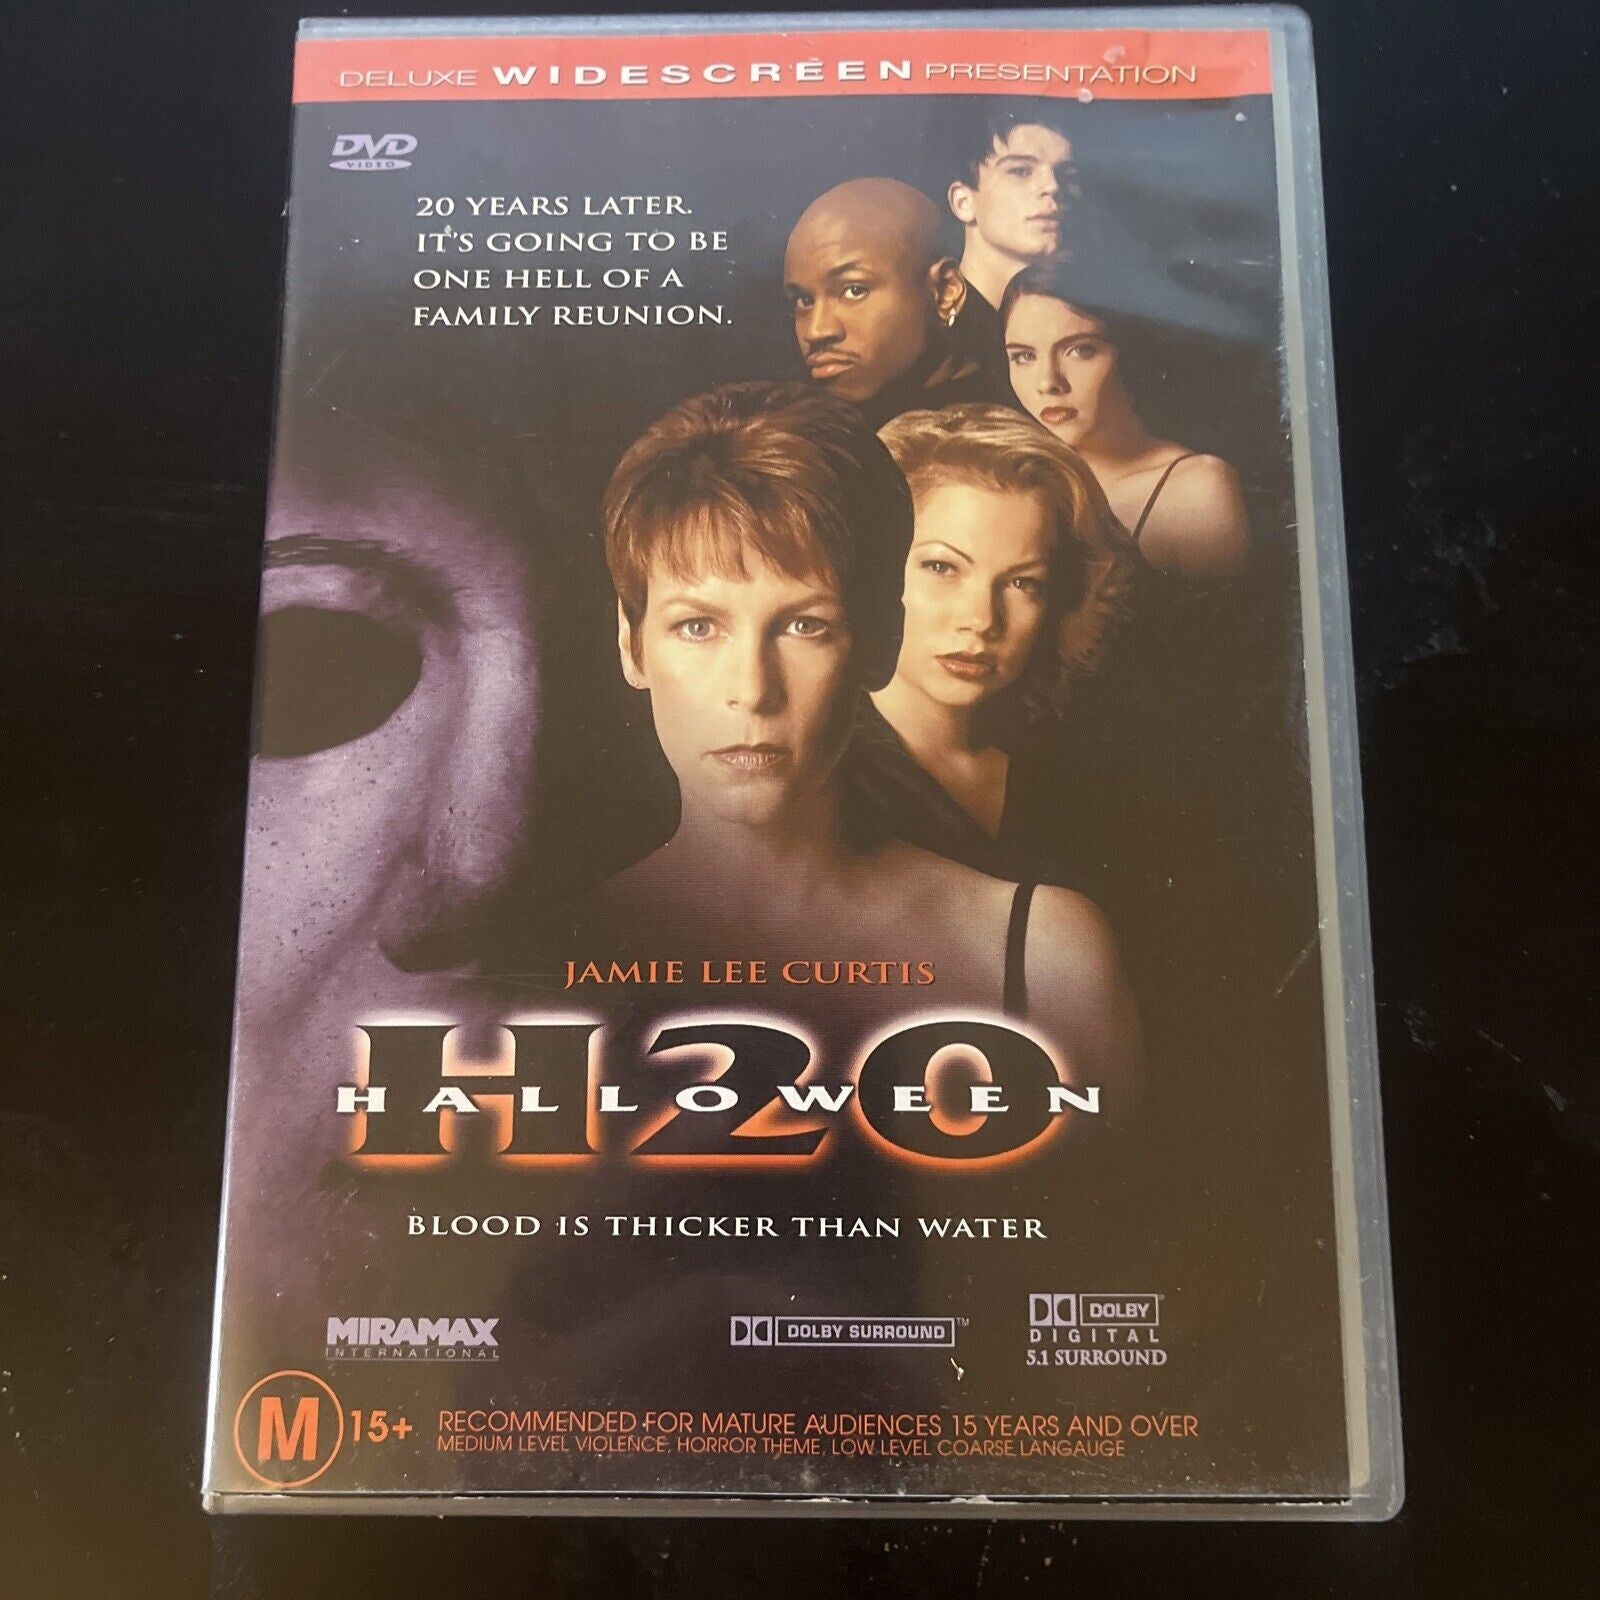 DELUXE WIDESCREEN PRESENTATION
DVD
VIDEO
20 YEARS LATER.
IT'S GOING TO BE
ONE HELL OF A
FAMILY REUNION.
JAMIE LEE CURTIS
H20
HALLOWEEN
BLOOD IS THICKER THAN WATER
MIRAMAX
INTERNATIONAL
DOLBY SURROUND™
DOLBY
DIGITAL
5.1 SURROUND
M 15+ RECOMMENDED FOR MATURE AUDIENCES 15 YEARS AND OVER
MEDIUM LEVEL VIOLENCE, HORROR THEME, LOW LEVEL COARSE LANGAUGE